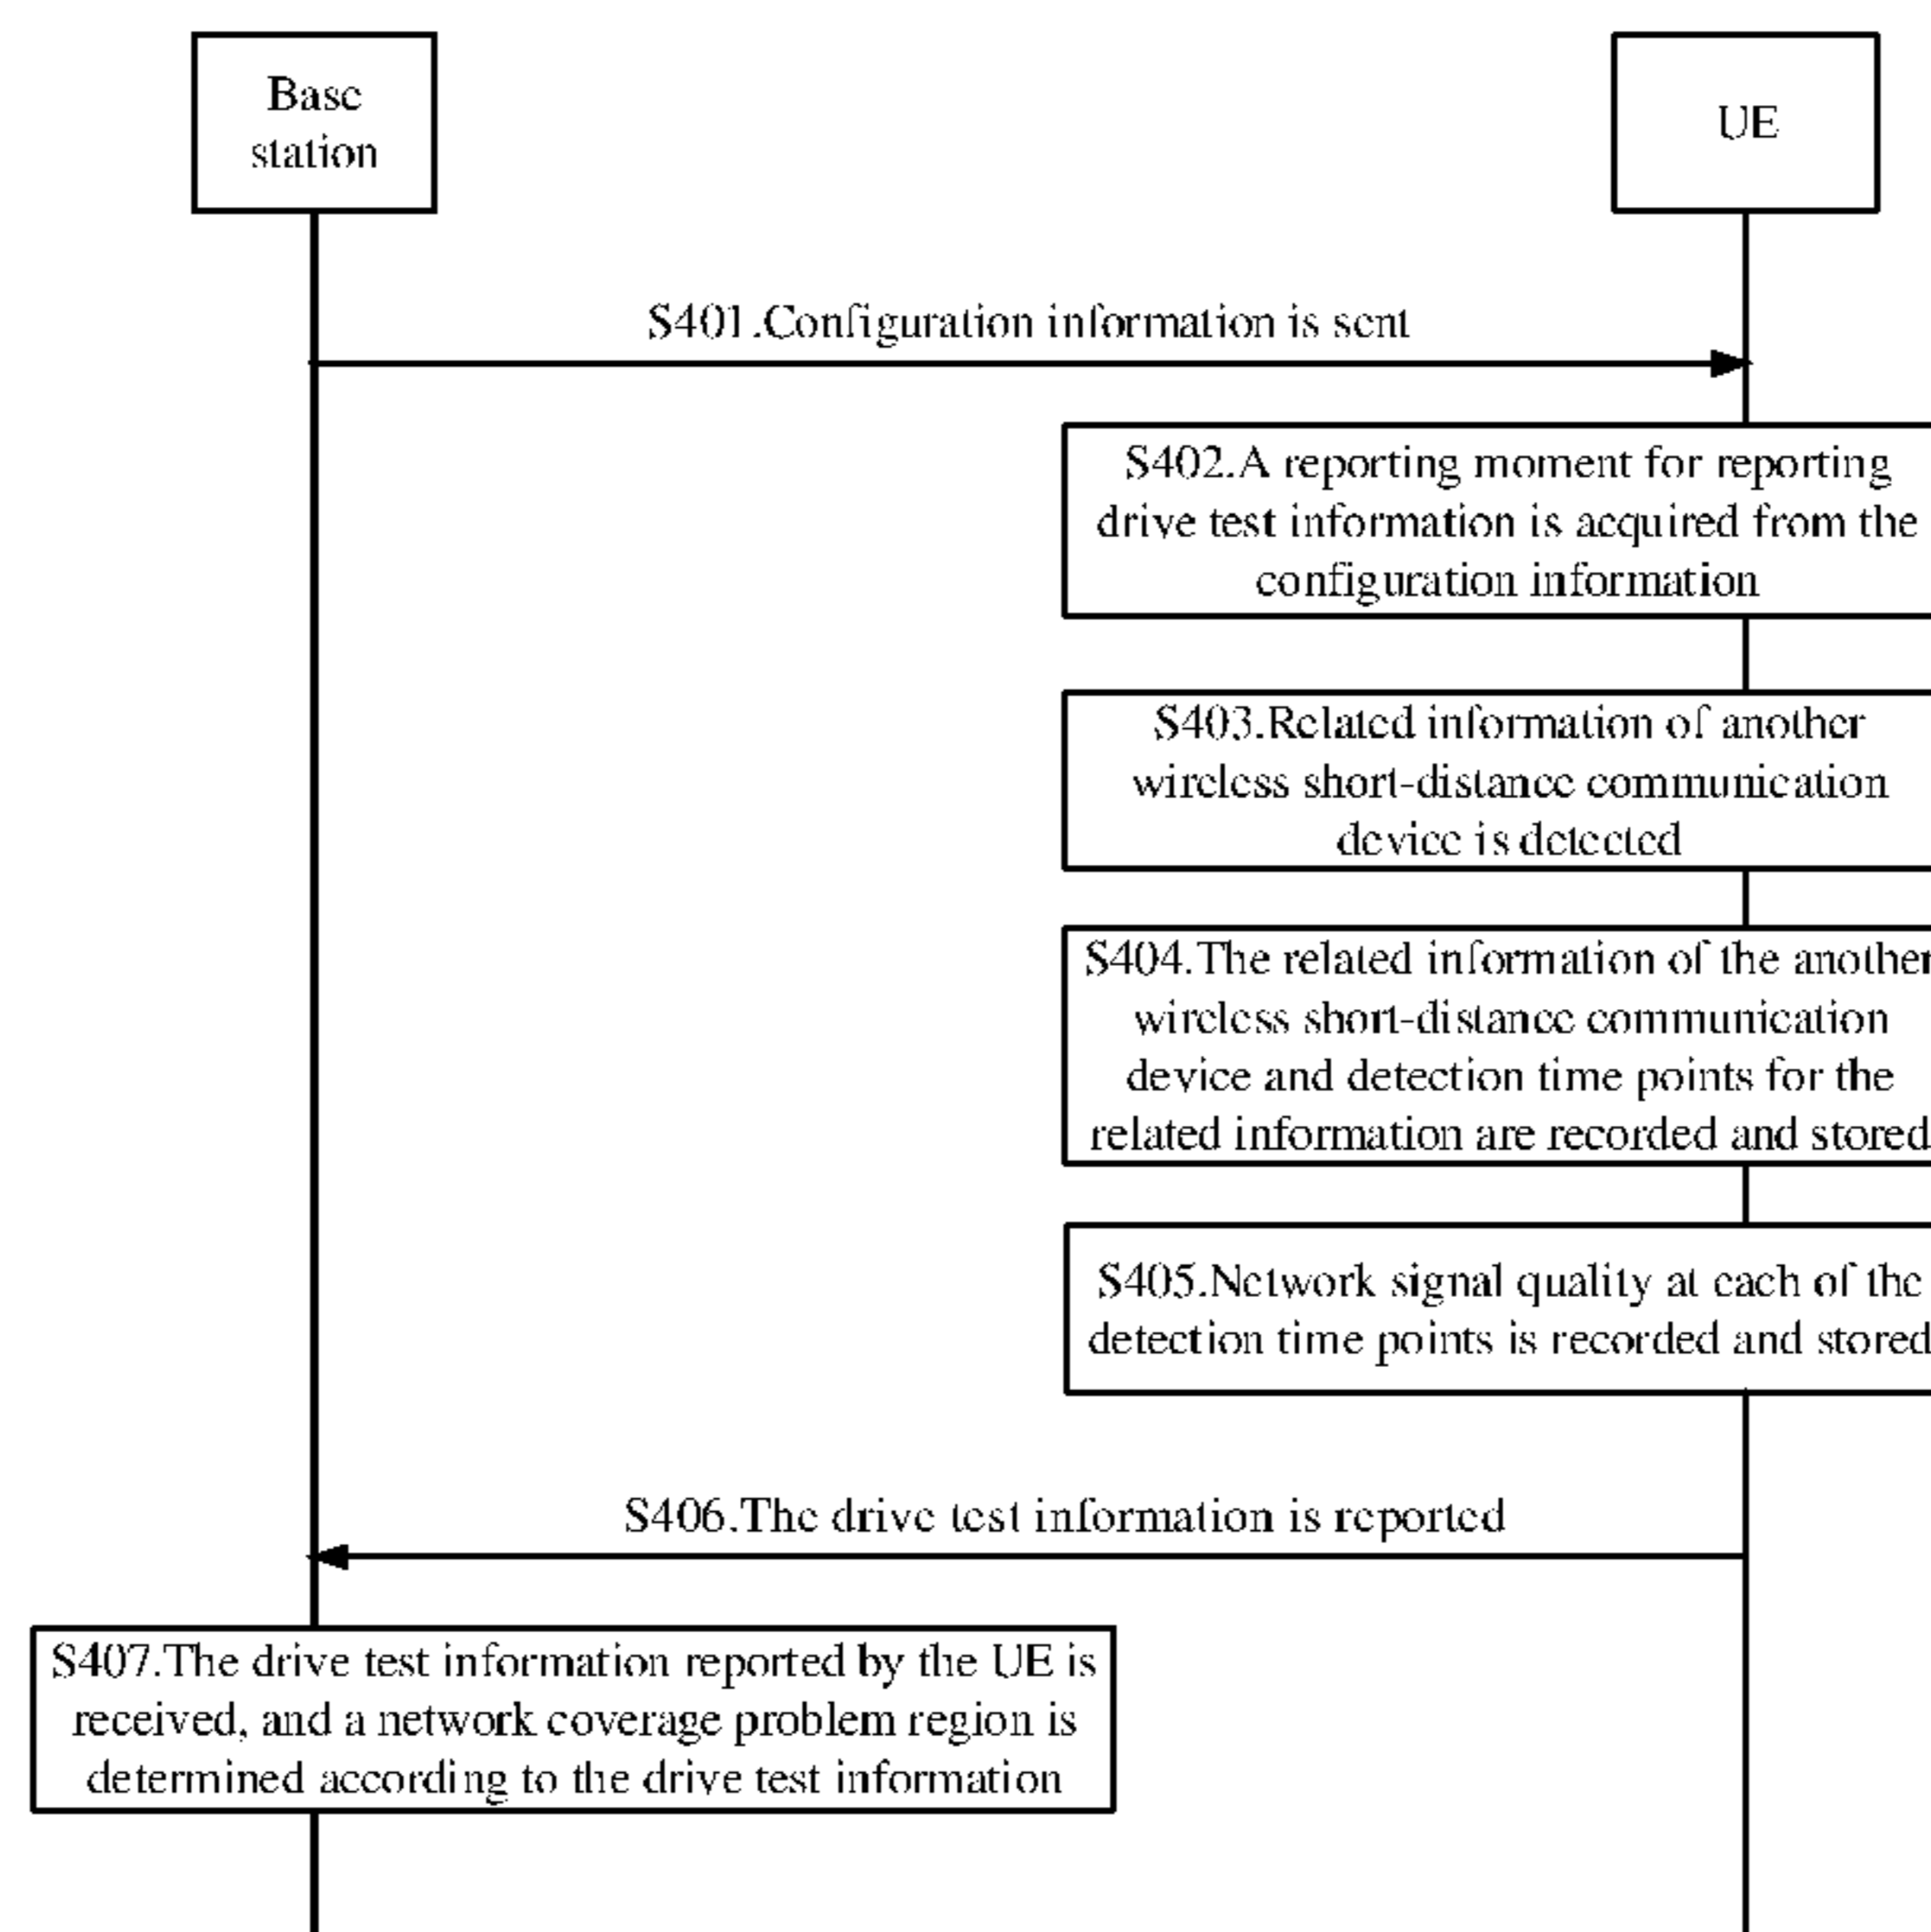 Base
station
UE
S401.Configuration information is sent
S402.A reporting moment for reporting
drive test information is acquired from the
configuration information
S403.Related information of another
wireless short-distance communication
device is detected
S404.The related information of the another
wireless short-distance communication
device and detection time points for the
related information are recorded and stored
S405.Network signal quality at each of the
detection time points is recorded and stored
S406.The drive test information is reported
S407.The drive test information reported by the UE is
received, and a network coverage problem region is
determined according to the drive test information